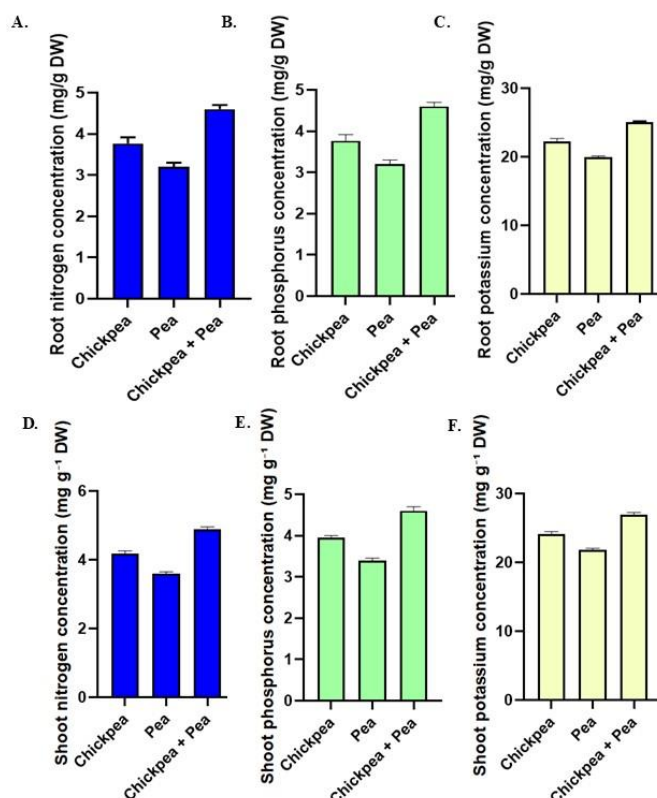 A.
B.
C.
Root nitrogen concentration (mg/g DW)
5
4
3
2
1
0
Chickpea
Pea
Chickpea + Pea
Root phosphorus concentration (mg/g DW)
5
4
3
2
1
0
Chickpea
Pea
Chickpea + Pea
Root potassium concentration (mg/g DW)
30
20
10
0
Chickpea
Pea
Chickpea + Pea
D.
E.
F.
Shoot nitrogen concentration (mg g⁻¹ DW)
6
4
2
0
Chickpea
Pea
Chickpea + Pea
Shoot phosphorus concentration (mg g⁻¹ DW)
5
4
3
2
1
0
Chickpea
Pea
Chickpea + Pea
Shoot potassium concentration (mg g⁻¹ DW)
30
20
10
0
Chickpea
Pea
Chickpea + Pea